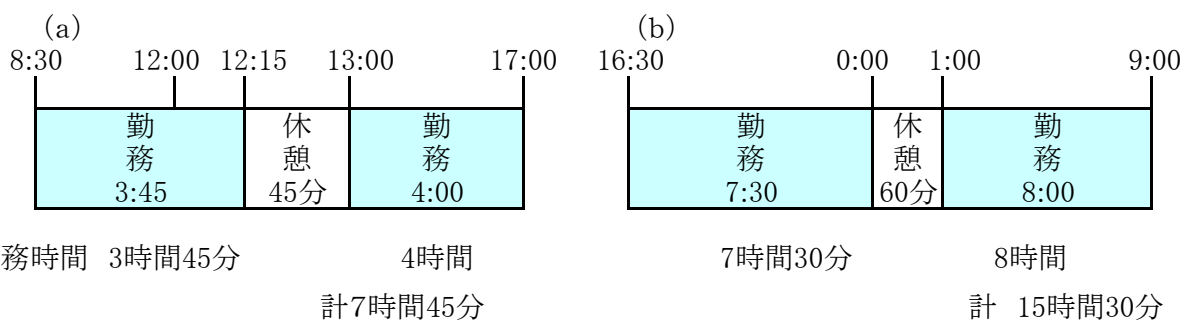 (a) (b)
8:30 12:00 12:15 13:00 17:00 16:30 0:00 1:00 9:00
勤務 休憩 勤務 勤務 休憩 勤務
3:45 45分 4:00 7:30 60分 8:00
務時間 3時間45分 4時間 7時間30分 8時間
計7時間45分 計 15時間30分